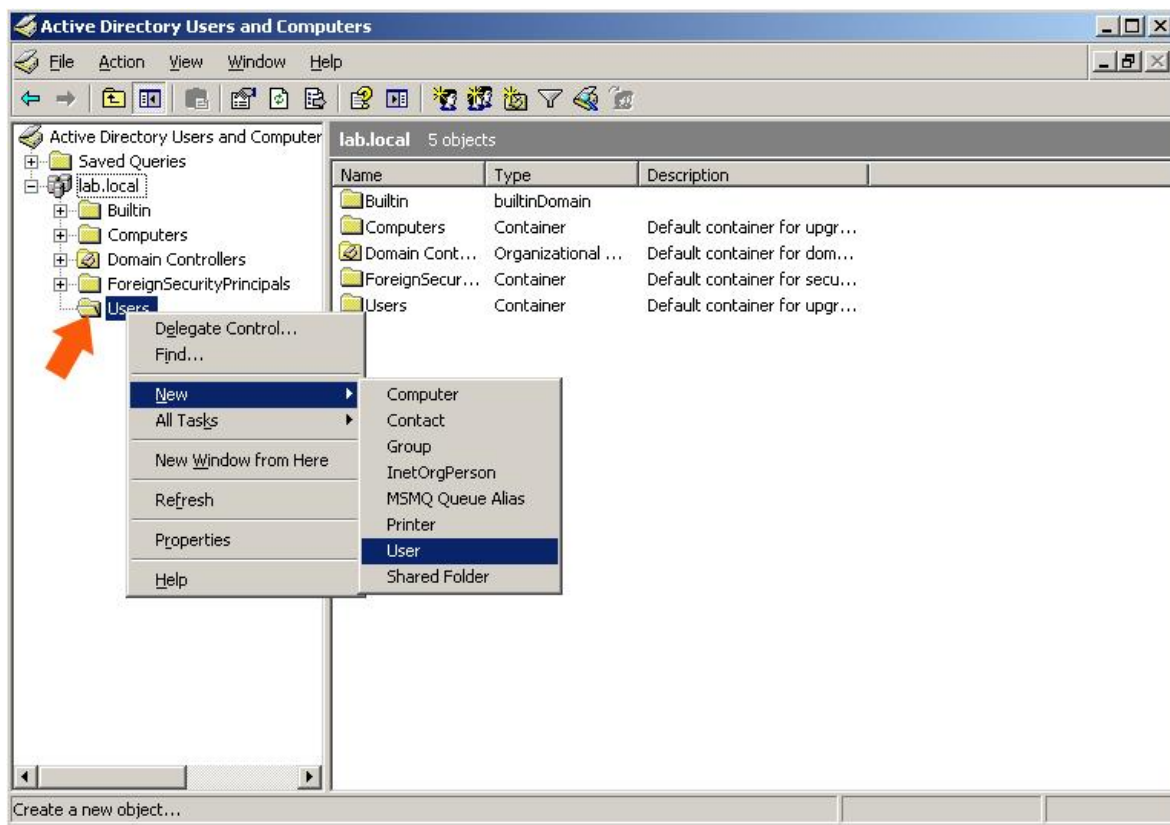 Active Directory Users and Computers
File Action View Window Help
Active Directory Users and Computer
Saved Queries
lab.local
Builtin
Computers
Domain Controllers
ForeignSecurityPrincipals
Users
lab.local 5 objects
Name Type Description
Builtin builtinDomain
Computers Container Default container for upgr...
Domain Cont... Organizational ... Default container for dom...
ForeignSecur... Container Default container for secu...
Users Container Default container for upgr...
Delegate Control...
Find...
New
All Tasks
New Window from Here
Refresh
Properties
Help
Computer
Contact
Group
InetOrgPerson
MSMQ Queue Alias
Printer
User
Shared Folder
Create a new object...